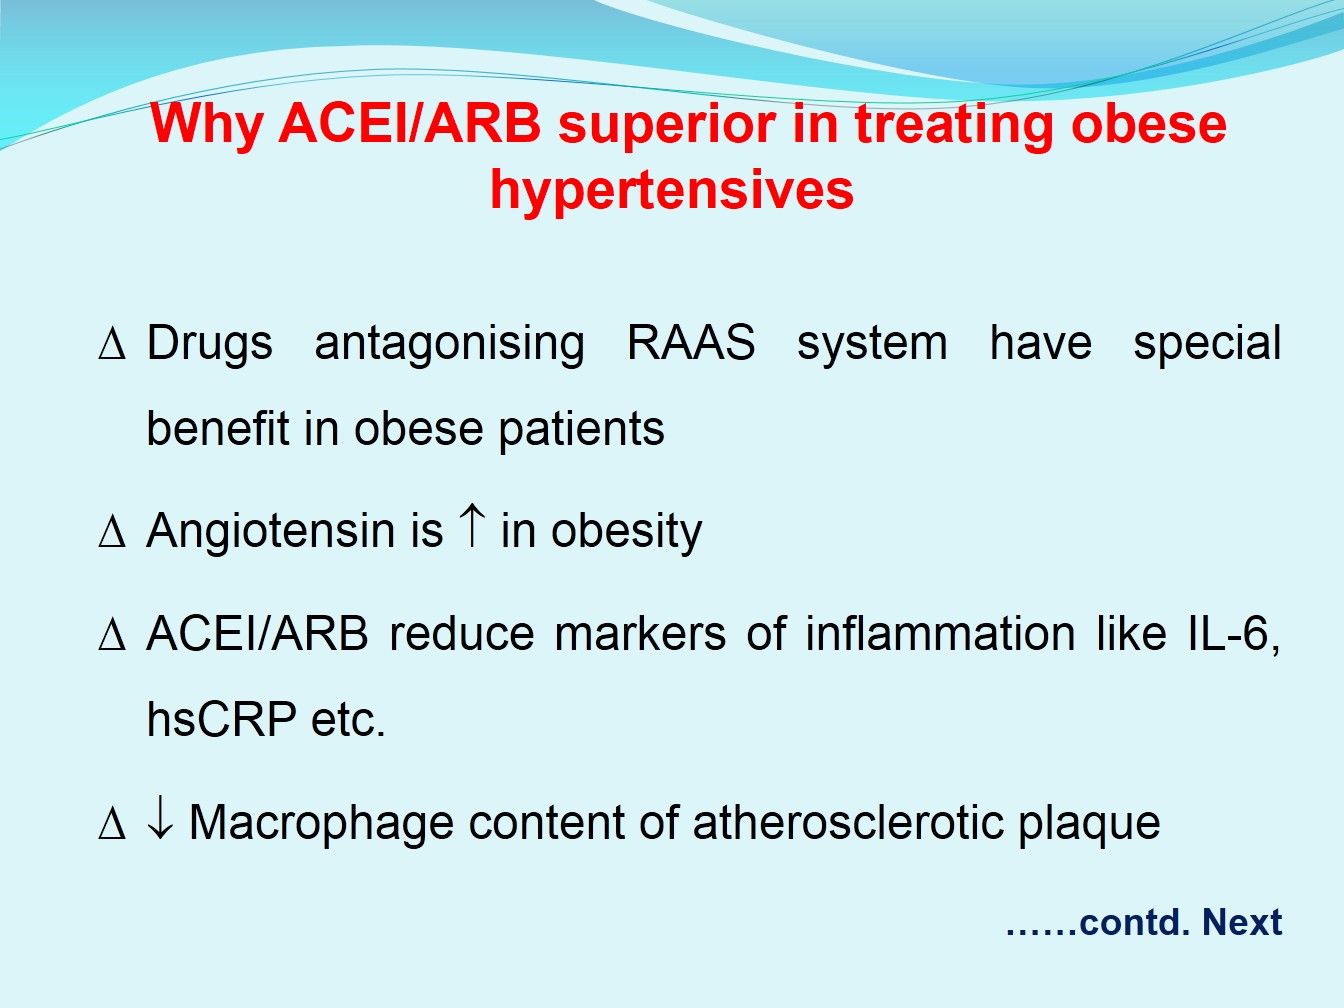 Why ACEI/ARB superior in treating obese
hypertensives
∆ Drugs antagonising RAAS system have special
benefit in obese patients
∆ Angiotensin is ↑ in obesity
∆ ACEI/ARB reduce markers of inflammation like IL-6,
hsCRP etc.
∆ ↓ Macrophage content of atherosclerotic plaque
……contd. Next